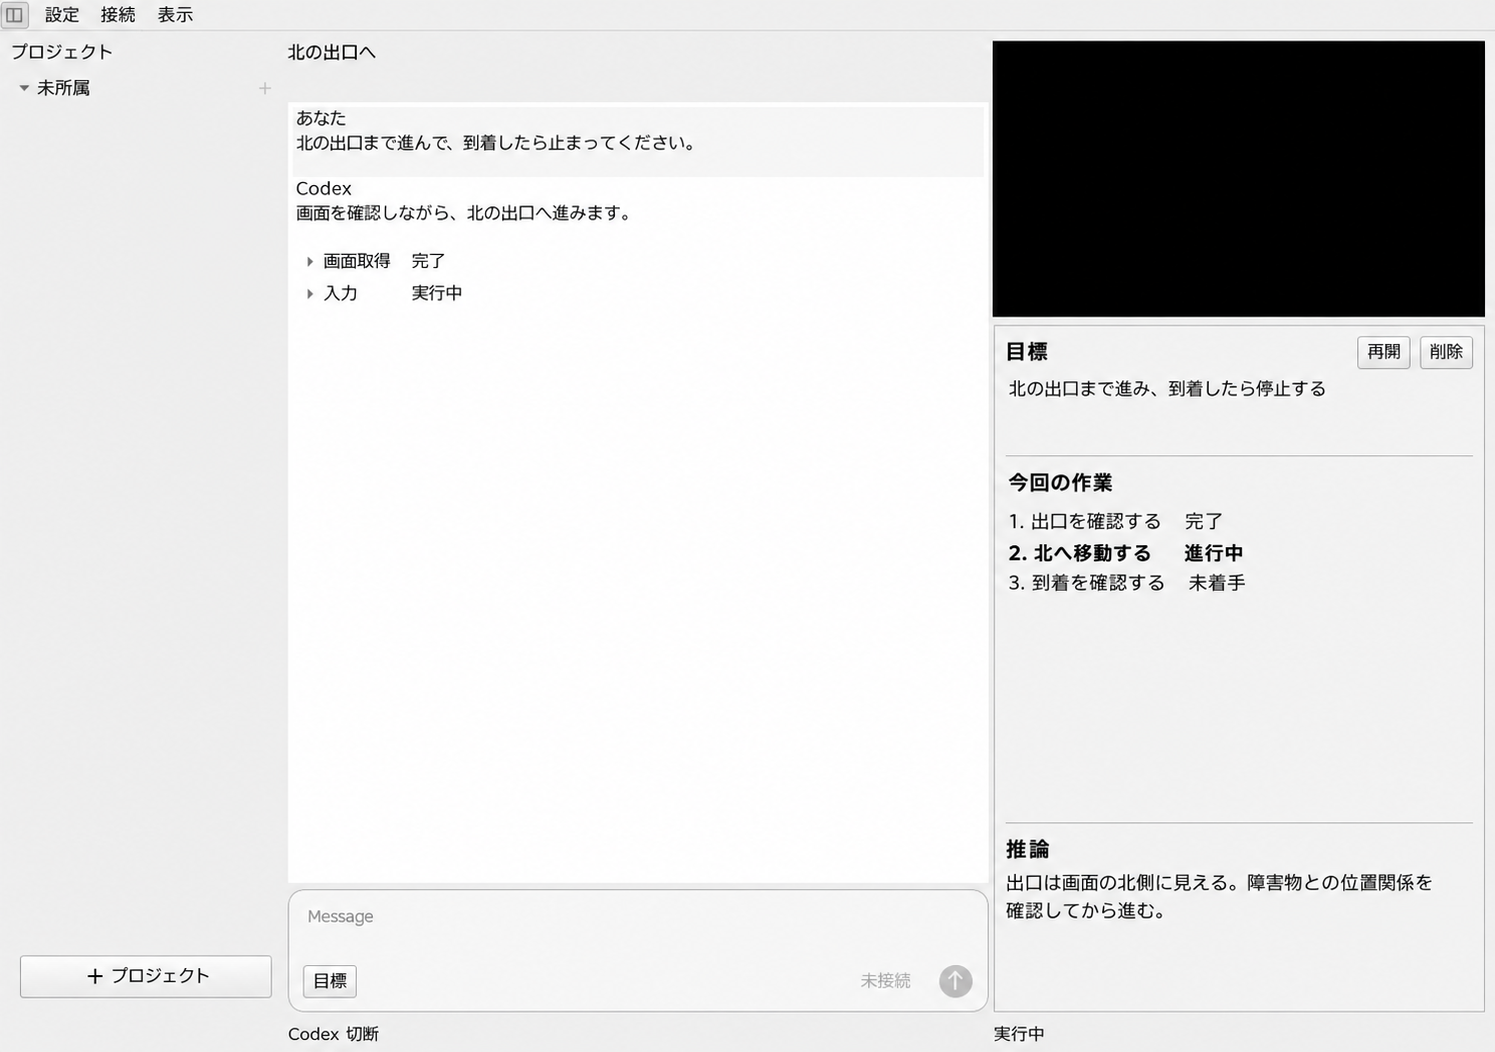 設定 接続 表示
プロジェクト
未所属 +
+ プロジェクト
北の出口へ
あなた
北の出口まで進んで、到着したら止まってください。
Codex
画面を確認しながら、北の出口へ進みます。
画面取得 完了
入力 実行中
Message
目標 未接続
Codex 切断
目標 再開 削除
北の出口まで進み、到着したら停止する
今回の作業
1. 出口を確認する 完了
2. 北へ移動する 進行中
3. 到着を確認する 未着手
推論
出口は画面の北側に見える。障害物との位置関係を
確認してから進む。
実行中